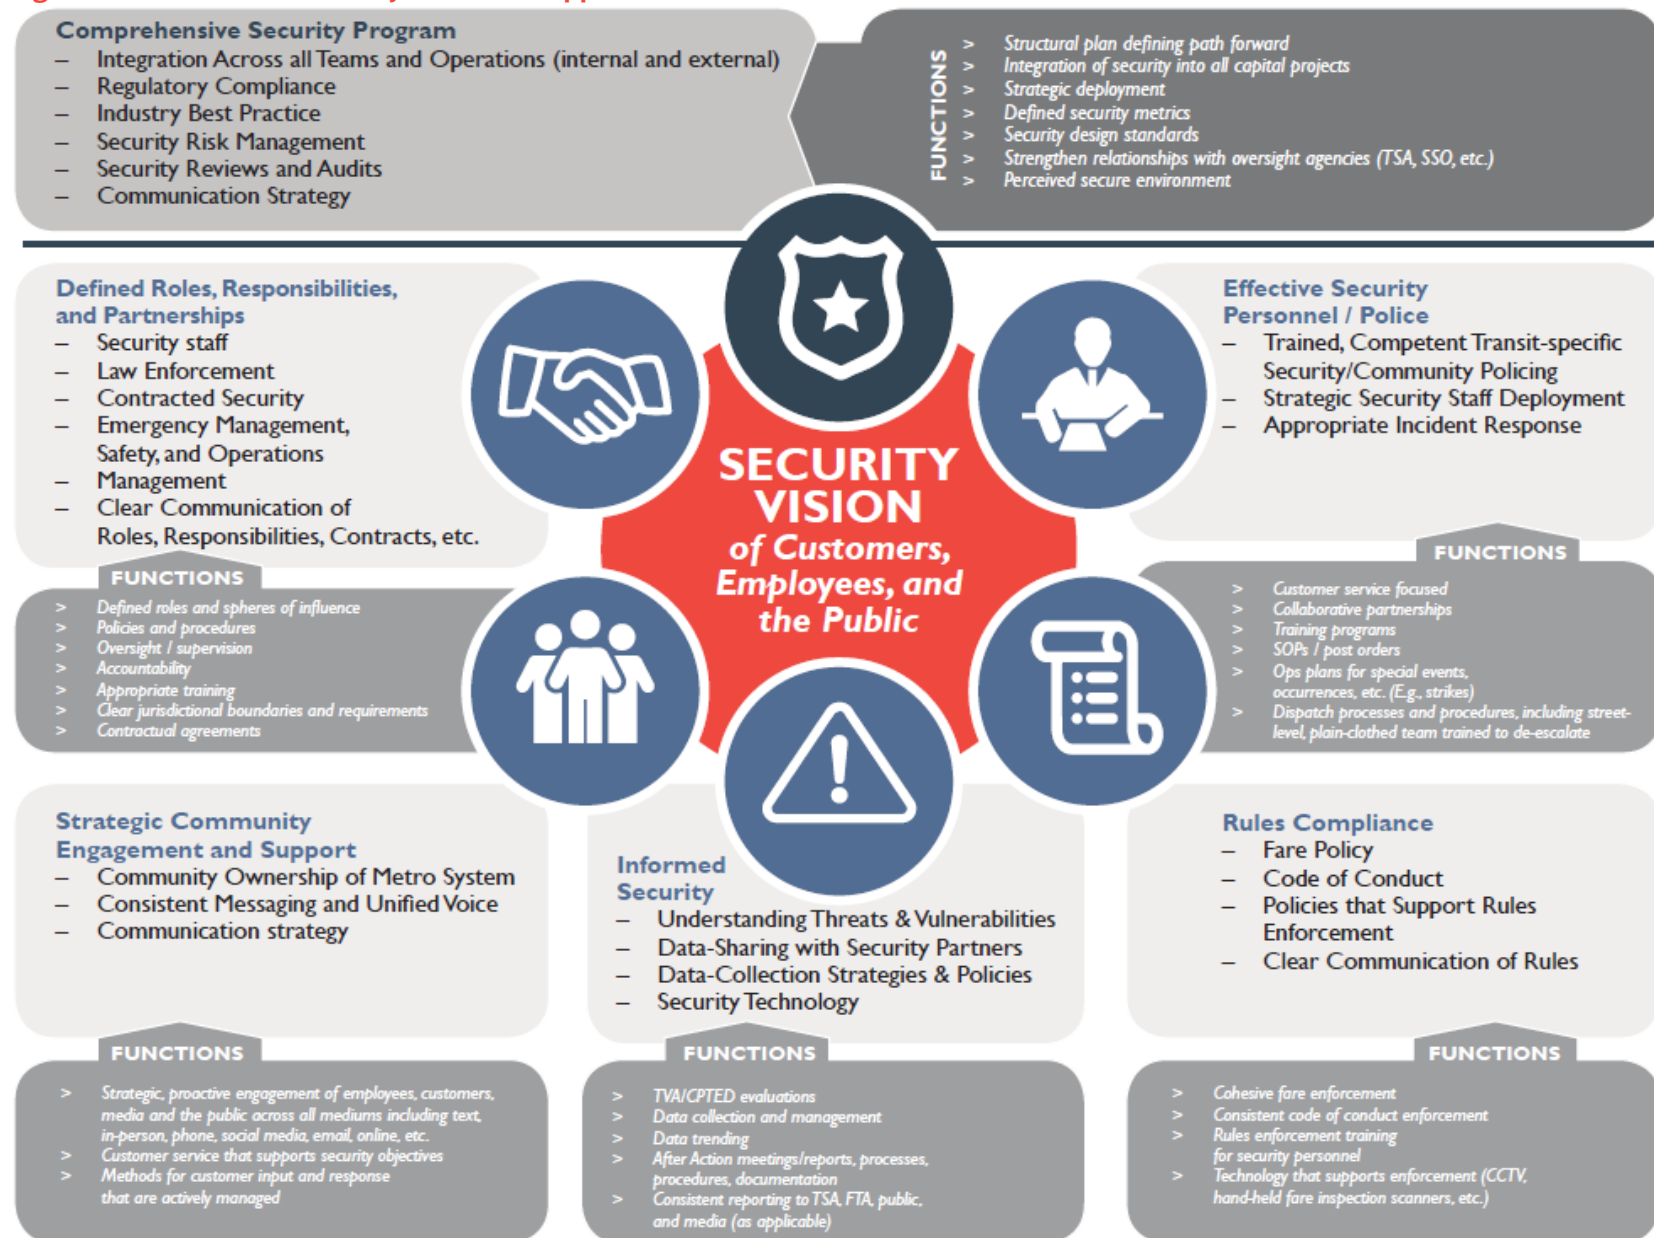 Comprehensive Security Program
– Integration Across all Teams and Operations (internal and external)
– Regulatory Compliance
– Industry Best Practice
– Security Risk Management
– Security Reviews and Audits
– Communication Strategy
FUNCTIONS
> Structural plan defining path forward
> Integration of security into all capital projects
> Strategic deployment
> Defined security metrics
> Security design standards
> Strengthen relationships with oversight agencies (TSA, SSO, etc.)
> Perceived secure environment
Defined Roles, Responsibilities,
and Partnerships
– Security staff
– Law Enforcement
– Contracted Security
– Emergency Management,
Safety, and Operations
– Management
– Clear Communication of
Roles, Responsibilities, Contracts, etc.
FUNCTIONS
> Defined roles and spheres of influence
> Policies and procedures
> Oversight / supervision
> Accountability
> Appropriate training
> Clear jurisdictional boundaries and requirements
> Contractual agreements
SECURITY
VISION
of Customers,
Employees, and
the Public
Effective Security
Personnel / Police
– Trained, Competent Transit-specific
Security/Community Policing
– Strategic Security Staff Deployment
– Appropriate Incident Response
FUNCTIONS
> Customer service focused
> Collaborative partnerships
> Training programs
> SOPs / post orders
> Ops plans for special events,
occurrences, etc. (E.g., strikes)
> Dispatch processes and procedures, including street-
level, plain-clothed team trained to de-escalate
Strategic Community
Engagement and Support
– Community Ownership of Metro System
– Consistent Messaging and Unified Voice
– Communication strategy
FUNCTIONS
> Strategic, proactive engagement of employees, customers,
media and the public across all mediums including text,
in-person, phone, social media, email, online, etc.
> Customer service that supports security objectives
> Methods for customer input and response
that are actively managed
Informed
Security
– Understanding Threats & Vulnerabilities
– Data-Sharing with Security Partners
– Data-Collection Strategies & Policies
– Security Technology
FUNCTIONS
> TVA/CPTED evaluations
> Data collection and management
> Data trending
> After Action meetings/reports, processes,
procedures, documentation
> Consistent reporting to TSA, FTA, public,
and media (as applicable)
Rules Compliance
– Fare Policy
– Code of Conduct
– Policies that Support Rules
Enforcement
– Clear Communication of Rules
FUNCTIONS
> Cohesive fare enforcement
> Consistent code of conduct enforcement
> Rules enforcement training
for security personnel
> Technology that supports enforcement (CCTV,
hand-held fare inspection scanners, etc.)